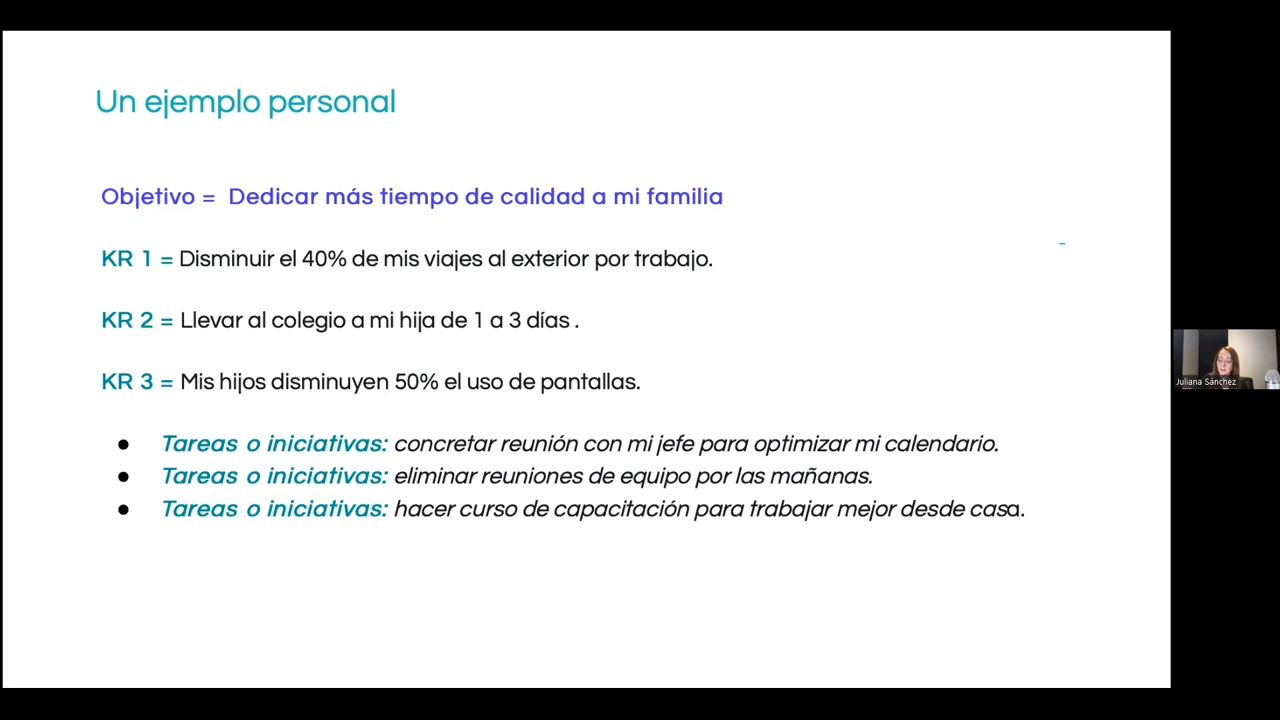 Un ejemplo personal
Objetivo = Dedicar más tiempo de calidad a mi familia
KR 1 = Disminuir el 40% de mis viajes al exterior por trabajo.
KR 2 = Llevar al colegio a mi hija de 1 a 3 días .
KR 3 = Mis hijos disminuyen 50% el uso de pantallas.
● Tareas o iniciativas: concretar reunión con mi jefe para optimizar mi calendario.
● Tareas o iniciativas: eliminar reuniones de equipo por las mañanas.
● Tareas o iniciativas: hacer curso de capacitación para trabajar mejor desde casa.
Juliana Sánchez